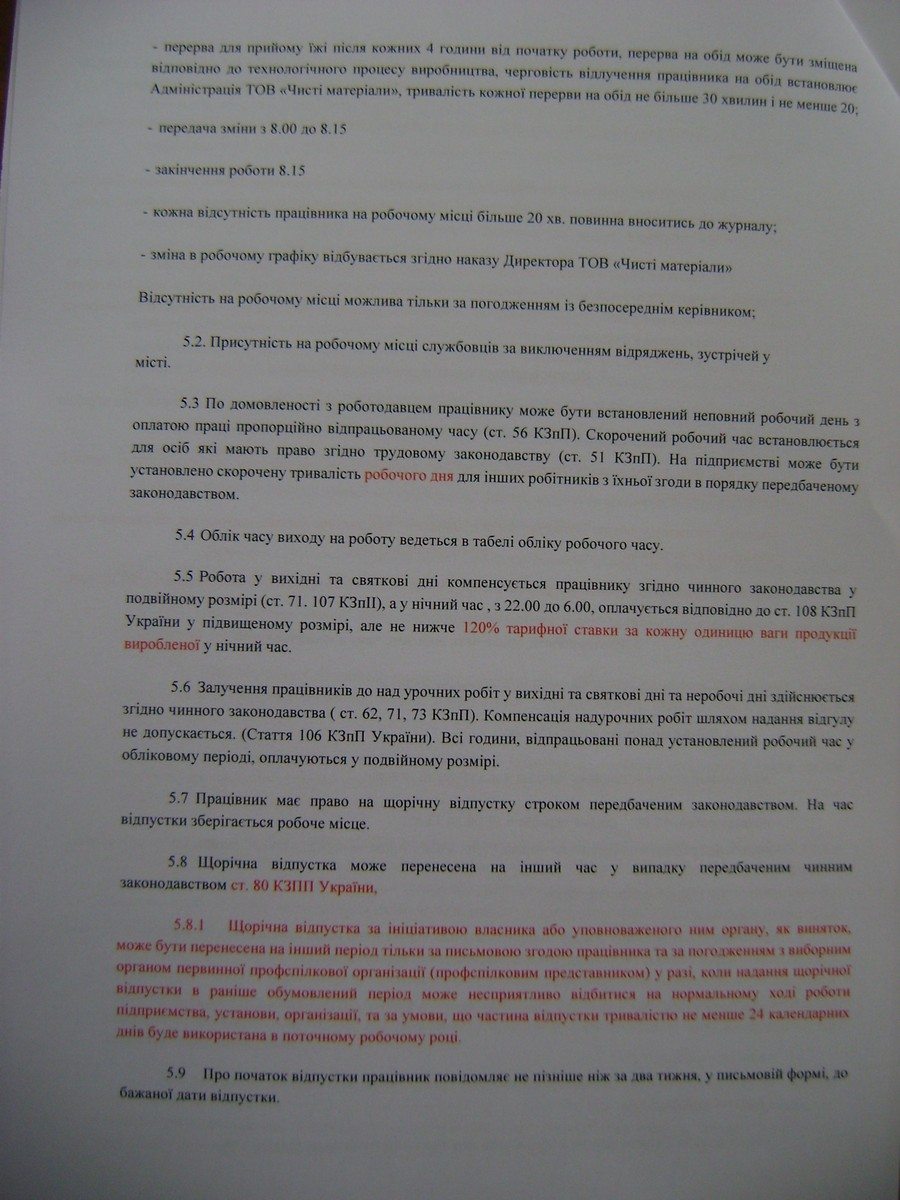 - перерва для прийому їжі після кожних 4 години від початку роботи, перерва на обід може бути зміщена
відповідно до технологічного процесу виробництва, черговість відлучення працівника на обід встановлює
Адміністрація ТОВ «Чисті матеріали», тривалість кожної перерви на обід не більше 30 хвилин і не менше 20;
- передача зміни з 8.00 до 8.15
- закінчення роботи 8.15
- кожна відсутність працівника на робочому місці більше 20 хв. повинна вноситись до журналу;
- зміна в робочому графіку відбувається згідно наказу Директора ТОВ «Чисті матеріали»
Відсутність на робочому місці можлива тільки за погодженням із безпосереднім керівником;
5.2. Присутність на робочому місці службовців за виключенням відряджень, зустрічей у
місті.
5.3 По домовленості з роботодавцем працівнику може бути встановлений неповний робочий день з
оплатою праці пропорційно відпрацьованому часу (ст. 56 КЗпП). Скорочений робочий час встановлюється
для осіб які мають право згідно трудовому законодавству (ст. 51 КЗпП). На підприємстві може бути
установлено скорочену тривалість робочого дня для інших робітників з їхньої згоди в порядку передбаченому
законодавством.
5.4 Облік часу виходу на роботу ведеться в табелі обліку робочого часу.
5.5 Робота у вихідні та святкові дні компенсується працівнику згідно чинного законодавства у
подвійному розмірі (ст. 71. 107 КЗпІІ), а у нічний час , з 22.00 до 6.00, оплачується відповідно до ст. 108 КЗпП
України у підвищеному розмірі, але не нижче 120% тарифної ставки за кожну одиницю ваги продукції
виробленої у нічний час.
5.6 Залучення працівників до над урочних робіт у вихідні та святкові дні та неробочі дні здійснюється
згідно чинного законодавства ( ст. 62, 71, 73 КЗпП). Компенсація надурочних робіт шляхом надання відгулу
не допускається. (Стаття 106 КЗпП України). Всі години, відпрацьовані понад установлений робочий час у
обліковому періоді, оплачуються у подвійному розмірі.
5.7 Працівник має право на щорічну відпустку строком передбаченим законодавством. На час
відпустки зберігається робоче місце.
5.8 Щорічна відпустка може перенесена на інший час у випадку передбаченим чинним
законодавством ст. 80 КЗПП України,
5.8.1 Щорічна відпустка за ініціативою власника або уповноваженого ним органу, як виняток,
може бути перенесена на інший період тільки за письмовою згодою працівника та за погодженням з виборним
органом первинної профспілкової організації (профспілковим представником) у разі, коли надання щорічної
відпустки в раніше обумовлений період може несприятливо відбитися на нормальному ході роботи
підприємства, установи, організації, та за умови, що частина відпустки тривалістю не менше 24 календарних
днів буде використана в поточному робочому році.
5.9 Про початок відпустки працівник повідомляє не пізніше ніж за два тижня, у письмовій формі, до
бажаної дати відпустки.